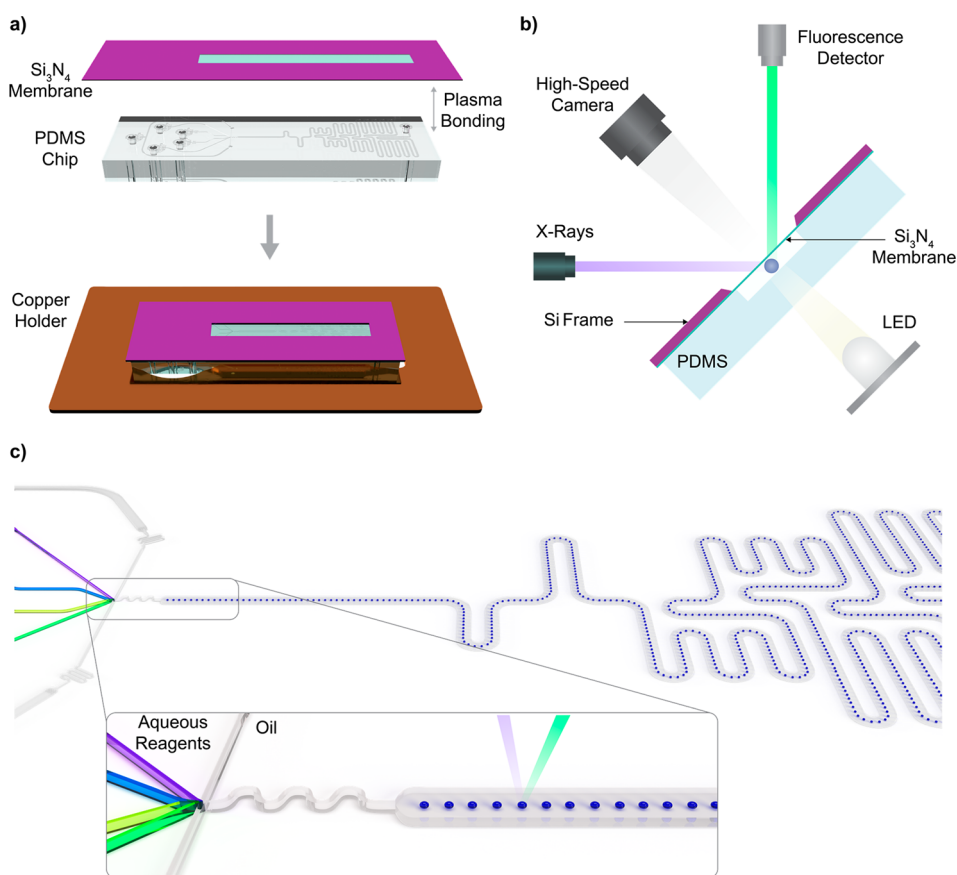 a)
Si₃N₄
Membrane
Plasma
Bonding
PDMS
Chip
Copper
Holder
b)
Fluorescence
Detector
High-Speed
Camera
X-Rays
Si₃N₄
Membrane
Si Frame
LED
PDMS
c)
Aqueous
Reagents
Oil